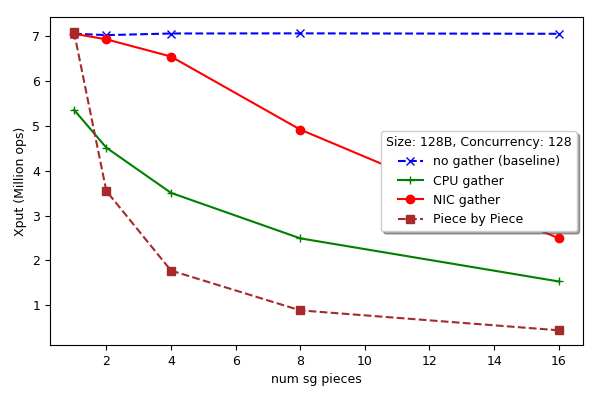 7
6
5
4
3
2
1
Xput (Million ops)
Size: 128B, Concurrency: 128
no gather (baseline)
CPU gather
NIC gather
Piece by Piece
2 4 6 8 10 12 14 16
num sg pieces